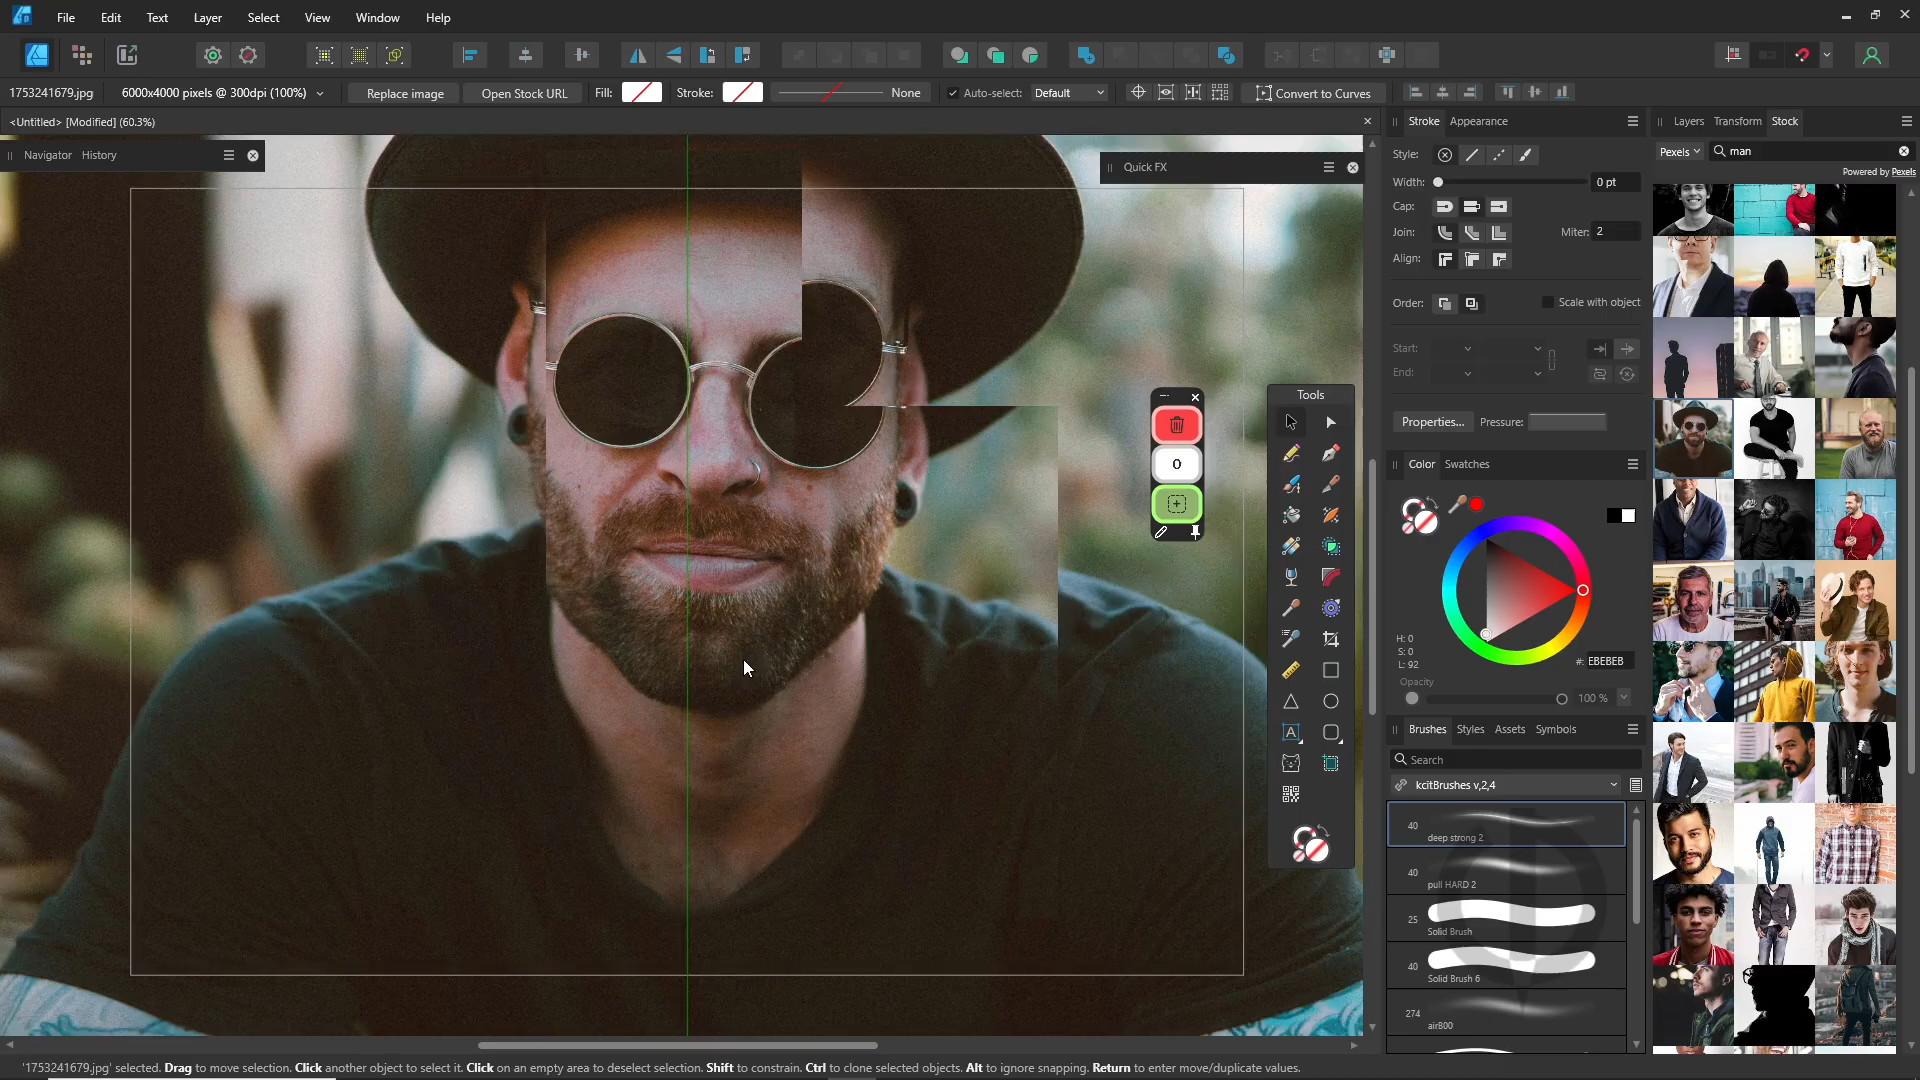 File Edit Text Layer Select View Window Help
1753241679.jpg 6000x4000 pixels @ 300dpi (100%) Replace image Open Stock URL Fill: Stroke: None Auto-select: Default Convert to Curves
<Untitled> [Modified] (60.3%)
Navigator History
Quick FX
Tools
0
A
Stroke Appearance
Style:
Width: 0 pt
Cap:
Join: Miter: 2
Align:
Order: Scale with object
Start:
End:
Properties... Pressure:
Color Swatches
H: 0
S: 0
L: 92
#: EBEBEB
Opacity
100 %
Brushes Styles Assets Symbols
Search
kcitBrushes v,2,4
40 deep strong 2
40 pull HARD 2
25 Solid Brush
40 Solid Brush 6
274 air800
Layers Transform Stock
Pexels man
Powered by Pexels
'1753241679.jpg' selected. Drag to move selection. Click another object to select it. Click on an empty area to deselect selection. Shift to constrain. Ctrl to clone selected objects. Alt to ignore snapping. Return to enter move/duplicate values.